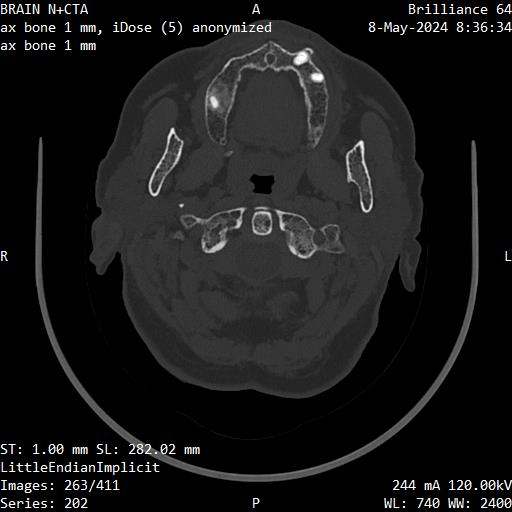 BRAIN N+CTA
ax bone 1 mm, iDose (5) anonymized
ax bone 1 mm
A
Brilliance 64
8-May-2024 8:36:34
R
L
ST: 1.00 mm SL: 282.02 mm
LittleEndianImplicit
Images: 263/411
Series: 202
P
244 mA 120.00kV
WL: 740 WW: 2400